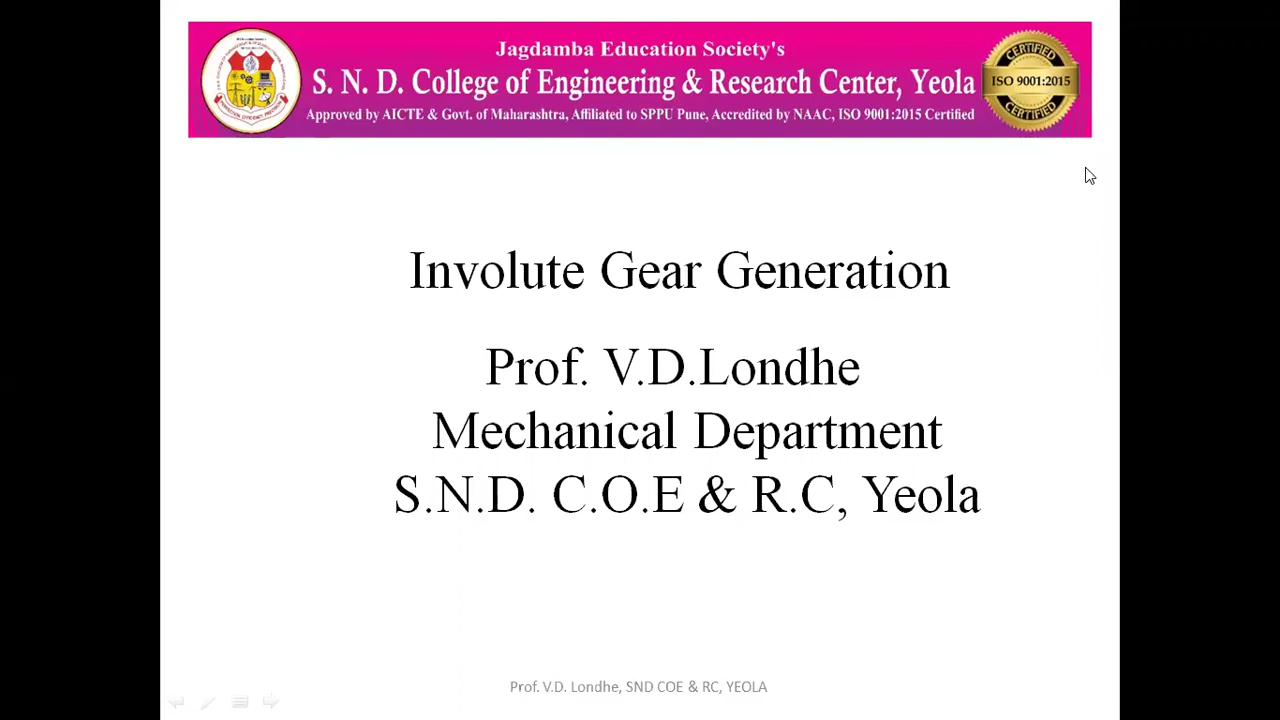 Jagdamba Education Society's
S. N. D. College of Engineering & Research Center, Yeola
Approved by AICTE & Govt. of Maharashtra, Affiliated to SPPU Pune, Accredited by NAAC, ISO 9001:2015 Certified
CERTIFIED
ISO 9001:2015
CERTIFIED
Involute Gear Generation
Prof. V.D.Londhe
Mechanical Department
S.N.D. C.O.E & R.C, Yeola
Prof. V.D. Londhe, SND COE & RC, YEOLA